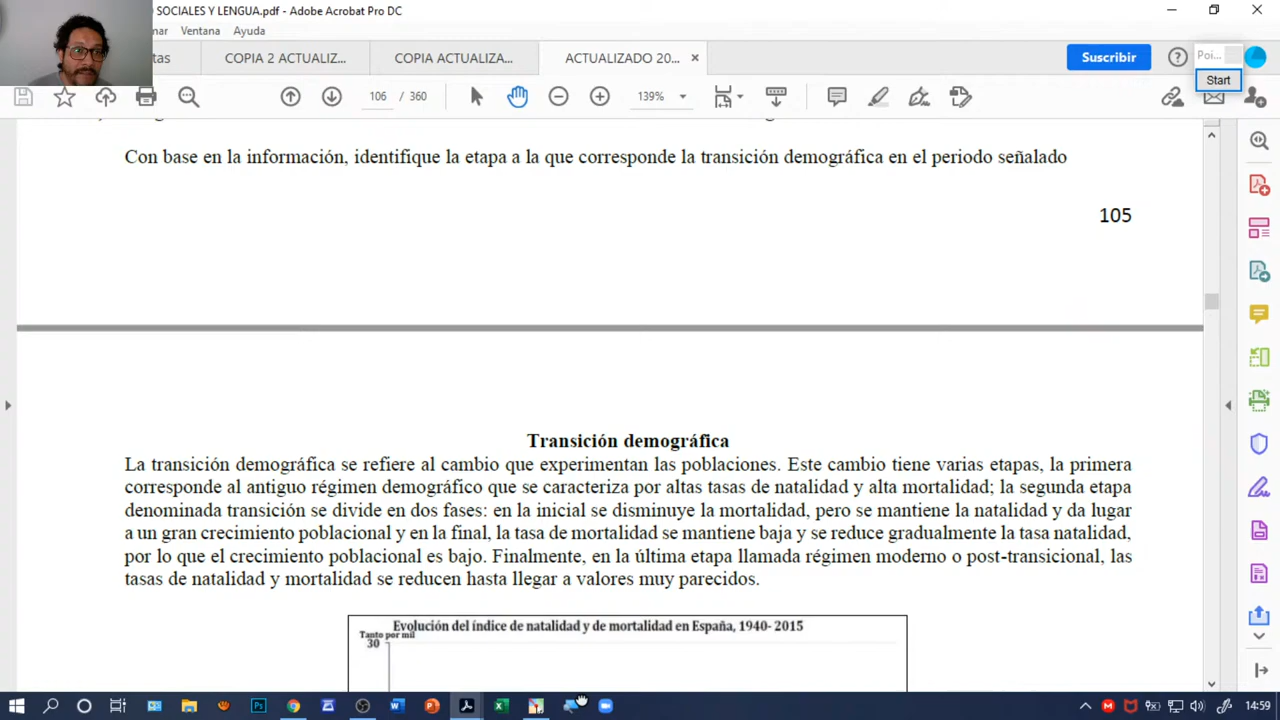 SOCIALES Y LENGUA.pdf - Adobe Acrobat Pro DC
Ventana Ayuda
COPIA 2 ACTUALIZ... COPIA ACTUALIZA... ACTUALIZADO 20... ×
Suscribir
Poi...
Start
106 / 360
139%
Con base en la información, identifique la etapa a la que corresponde la transición demográfica en el periodo señalado
105
Transición demográfica
La transición demográfica se refiere al cambio que experimentan las poblaciones. Este cambio tiene varias etapas, la primera
corresponde al antiguo régimen demográfico que se caracteriza por altas tasas de natalidad y alta mortalidad; la segunda etapa
denominada transición se divide en dos fases: en la inicial se disminuye la mortalidad, pero se mantiene la natalidad y da lugar
a un gran crecimiento poblacional y en la final, la tasa de mortalidad se mantiene baja y se reduce gradualmente la tasa natalidad,
por lo que el crecimiento poblacional es bajo. Finalmente, en la última etapa llamada régimen moderno o post-transicional, las
tasas de natalidad y mortalidad se reducen hasta llegar a valores muy parecidos.
Evolución del índice de natalidad y de mortalidad en España, 1940- 2015
Tanto por mil
30
14:59